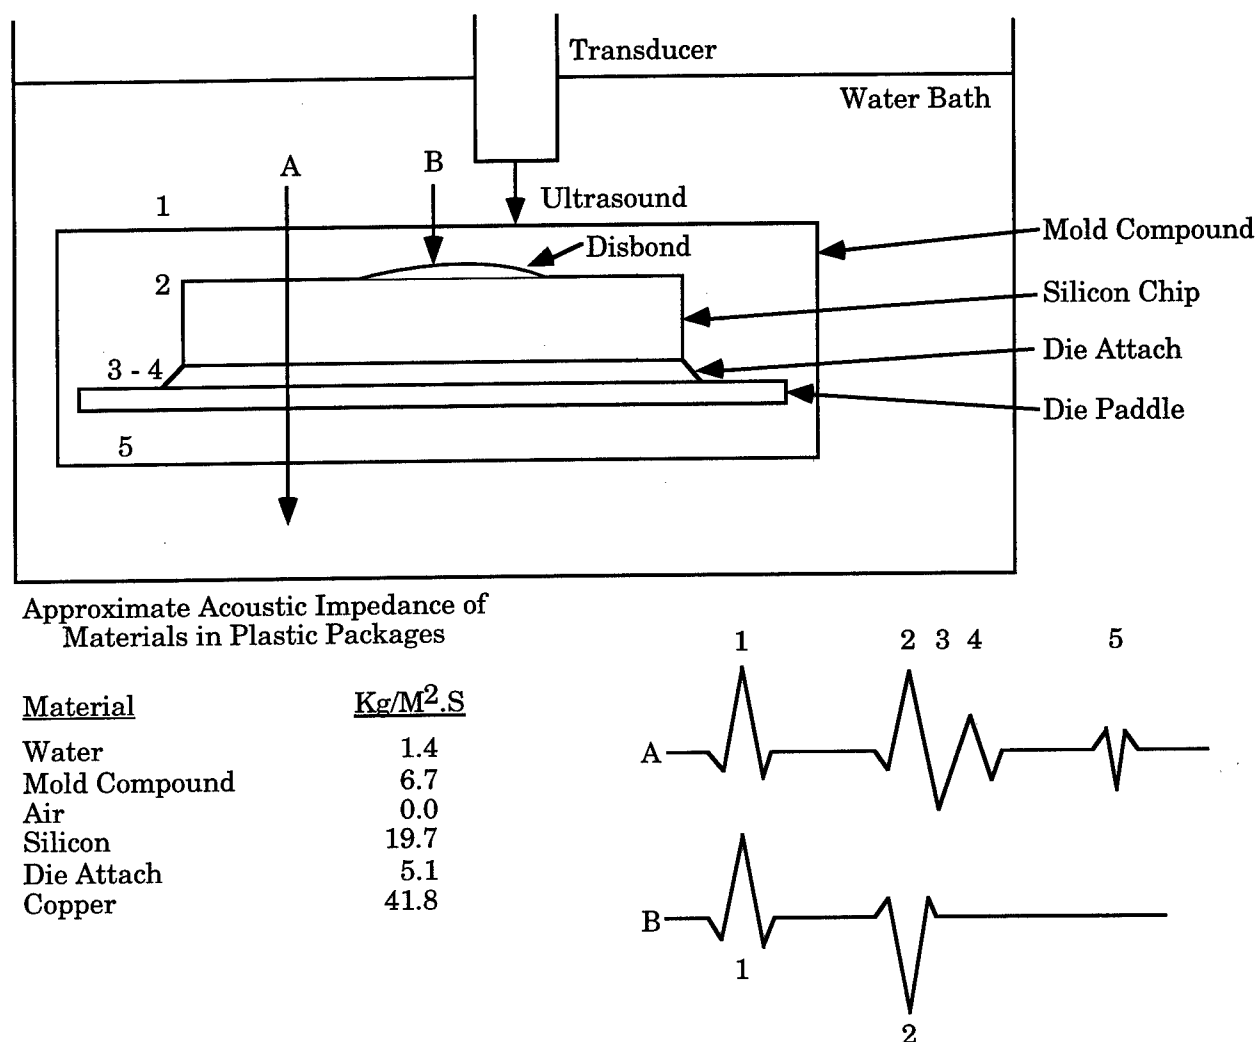 Transducer
Water Bath
A
B
1
Ultrasound
Disbond
Mold Compound
2
Silicon Chip
3 - 4
Die Attach
Die Paddle
5
Approximate Acoustic Impedance of
Materials in Plastic Packages
Material Kg/M².S
Water 1.4
Mold Compound 6.7
Air 0.0
Silicon 19.7
Die Attach 5.1
Copper 41.8
1 2 3 4 5
A
B
1
2